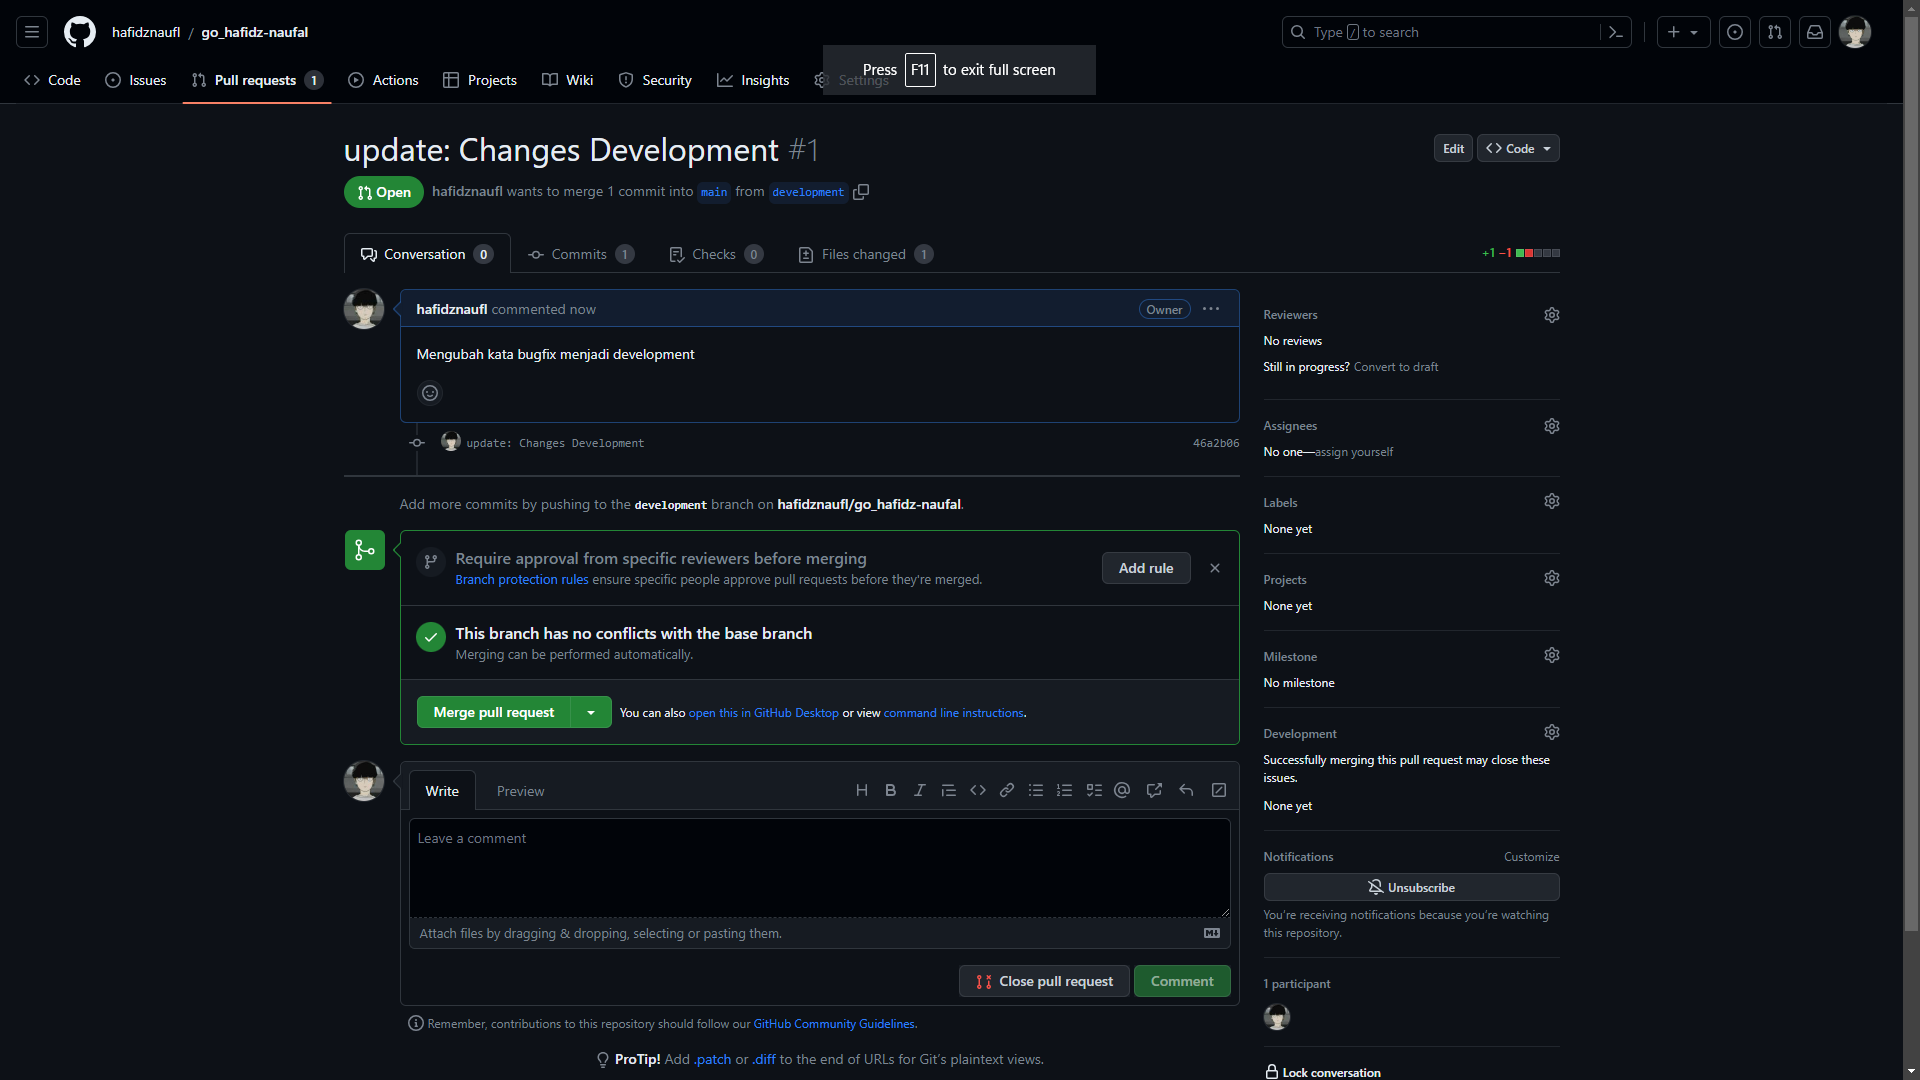 hafidznaufl / go_hafidz-naufal
Type / to search
Code
Issues
Pull requests 1
Actions
Projects
Wiki
Security
Insights
Settings
Press F11 to exit full screen
update: Changes Development #1
Edit
Code
Open
hafidznaufl wants to merge 1 commit into main from development
Conversation 0
Commits 1
Checks 0
Files changed 1
+1 −1
hafidznaufl commented now
Owner
Mengubah kata bugfix menjadi development
update: Changes Development
46a2b06
Add more commits by pushing to the development branch on hafidznaufl/go_hafidz-naufal.
Require approval from specific reviewers before merging
Branch protection rules ensure specific people approve pull requests before they're merged.
Add rule
This branch has no conflicts with the base branch
Merging can be performed automatically.
Merge pull request
You can also open this in GitHub Desktop or view command line instructions.
Write
Preview
Leave a comment
Attach files by dragging & dropping, selecting or pasting them.
Close pull request
Comment
Remember, contributions to this repository should follow our GitHub Community Guidelines.
ProTip! Add .patch or .diff to the end of URLs for Git's plaintext views.
Reviewers
No reviews
Still in progress? Convert to draft
Assignees
No one—assign yourself
Labels
None yet
Projects
None yet
Milestone
No milestone
Development
Successfully merging this pull request may close these
issues.
None yet
Notifications
Customize
Unsubscribe
You're receiving notifications because you're watching
this repository.
1 participant
Lock conversation